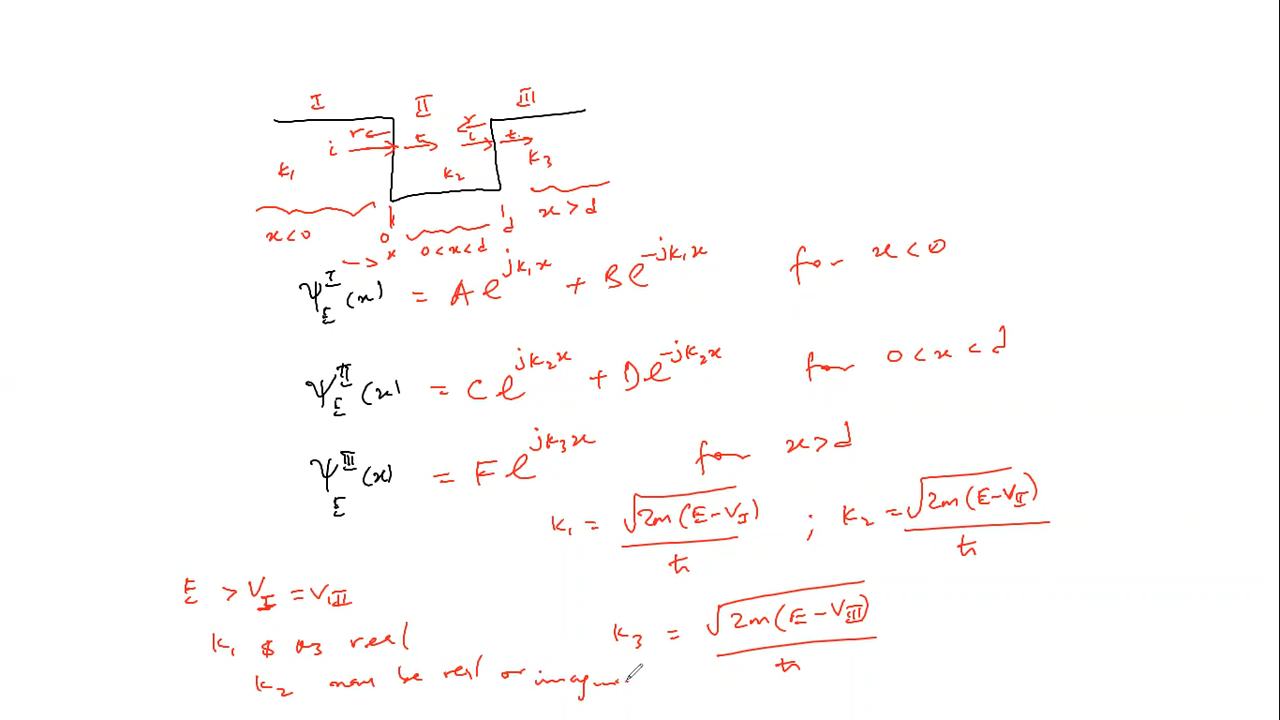 I II III
r t r
i i t
k₁ k₂ k₃
x<0 0 0<x<d d x>d
→ x
ψ_E^I(x) = A e^{jk₁x} + B e^{-jk₁x} for x<0
ψ_E^II(x) = C e^{jk₂x} + D e^{-jk₂x} for 0<x<d
ψ_E^III(x) = F e^{jk₃x} for x>d
k₁ = √2m(E-V_I) / ħ ; k₂ = √2m(E-V_II) / ħ
E > V_I = V_III
k₃ = √2m(E-V_III) / ħ
k₁ & k₃ real
k₂ may be real or imagin